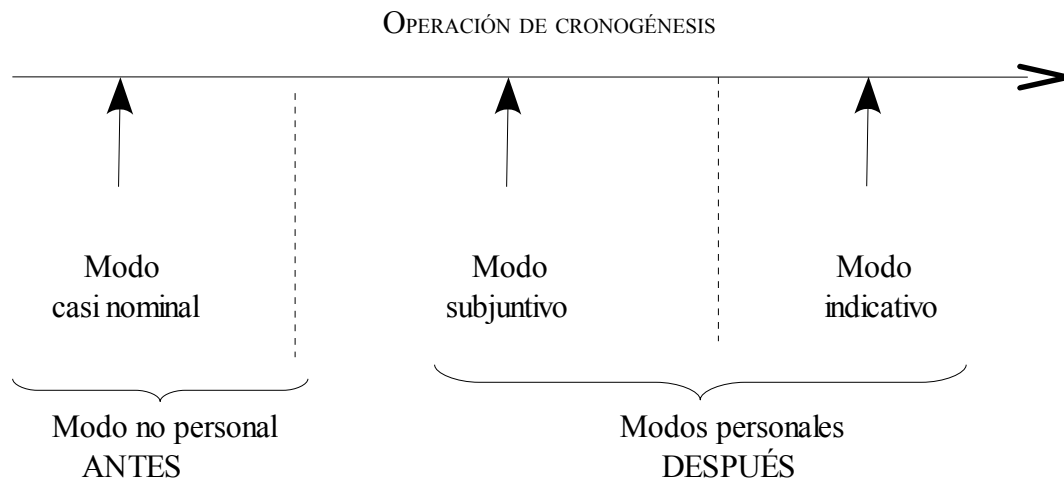 OPERACIÓN DE CRONOGÉNESIS
Modo
casi nominal
Modo
subjuntivo
Modo
indicativo
Modo no personal
ANTES
Modos personales
DESPUÉS